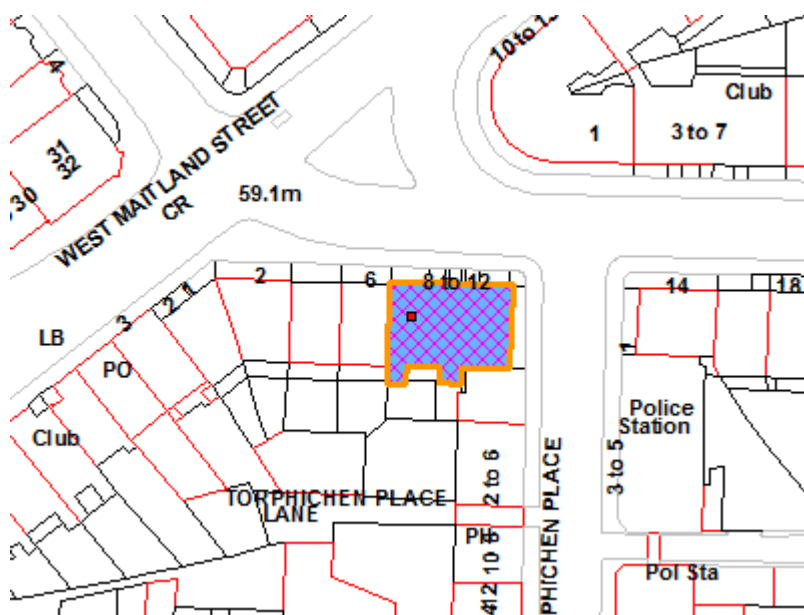 10 to 13
4
Club
1
3 to 7
31
32
30
WEST MAITLAND STREET
CR
59.1m
2
6
8 to 12
14
18
1
2
3
1
LB
PO
Club
Police
Station
3 to 5
2 to 6
TORPHICHEN PLACE
LANE
PH
PHICHEN PLACE
Pol Sta
10
412